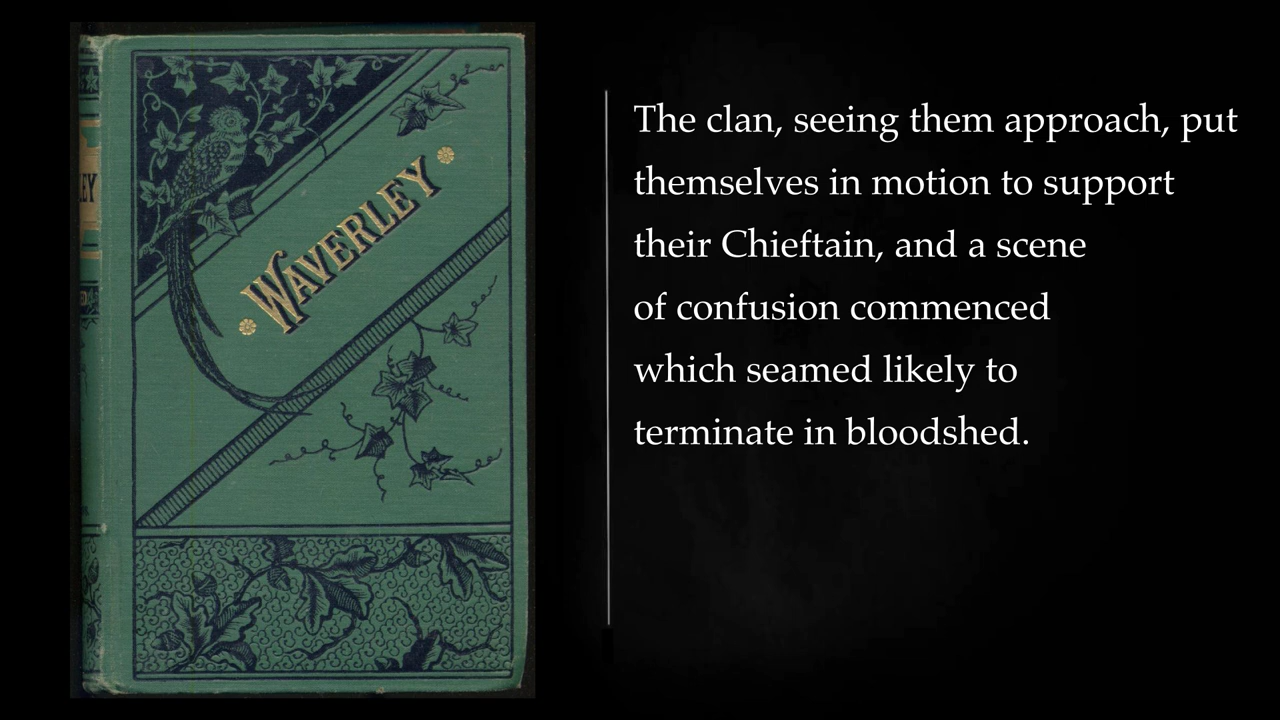 WAVERLEY
EY
The clan, seeing them approach, put
themselves in motion to support
their Chieftain, and a scene
of confusion commenced
which seamed likely to
terminate in bloodshed.